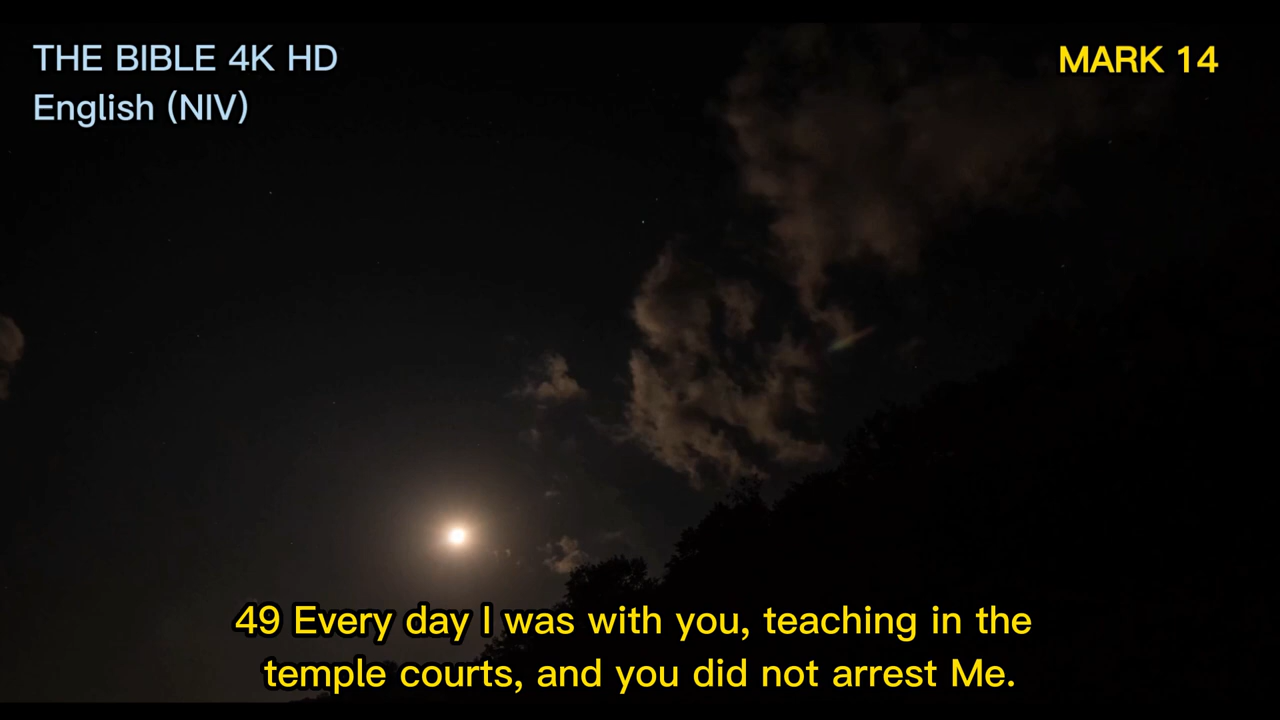 THE BIBLE 4K HD
English (NIV)
MARK 14
49 Every day I was with you, teaching in the
temple courts, and you did not arrest Me.